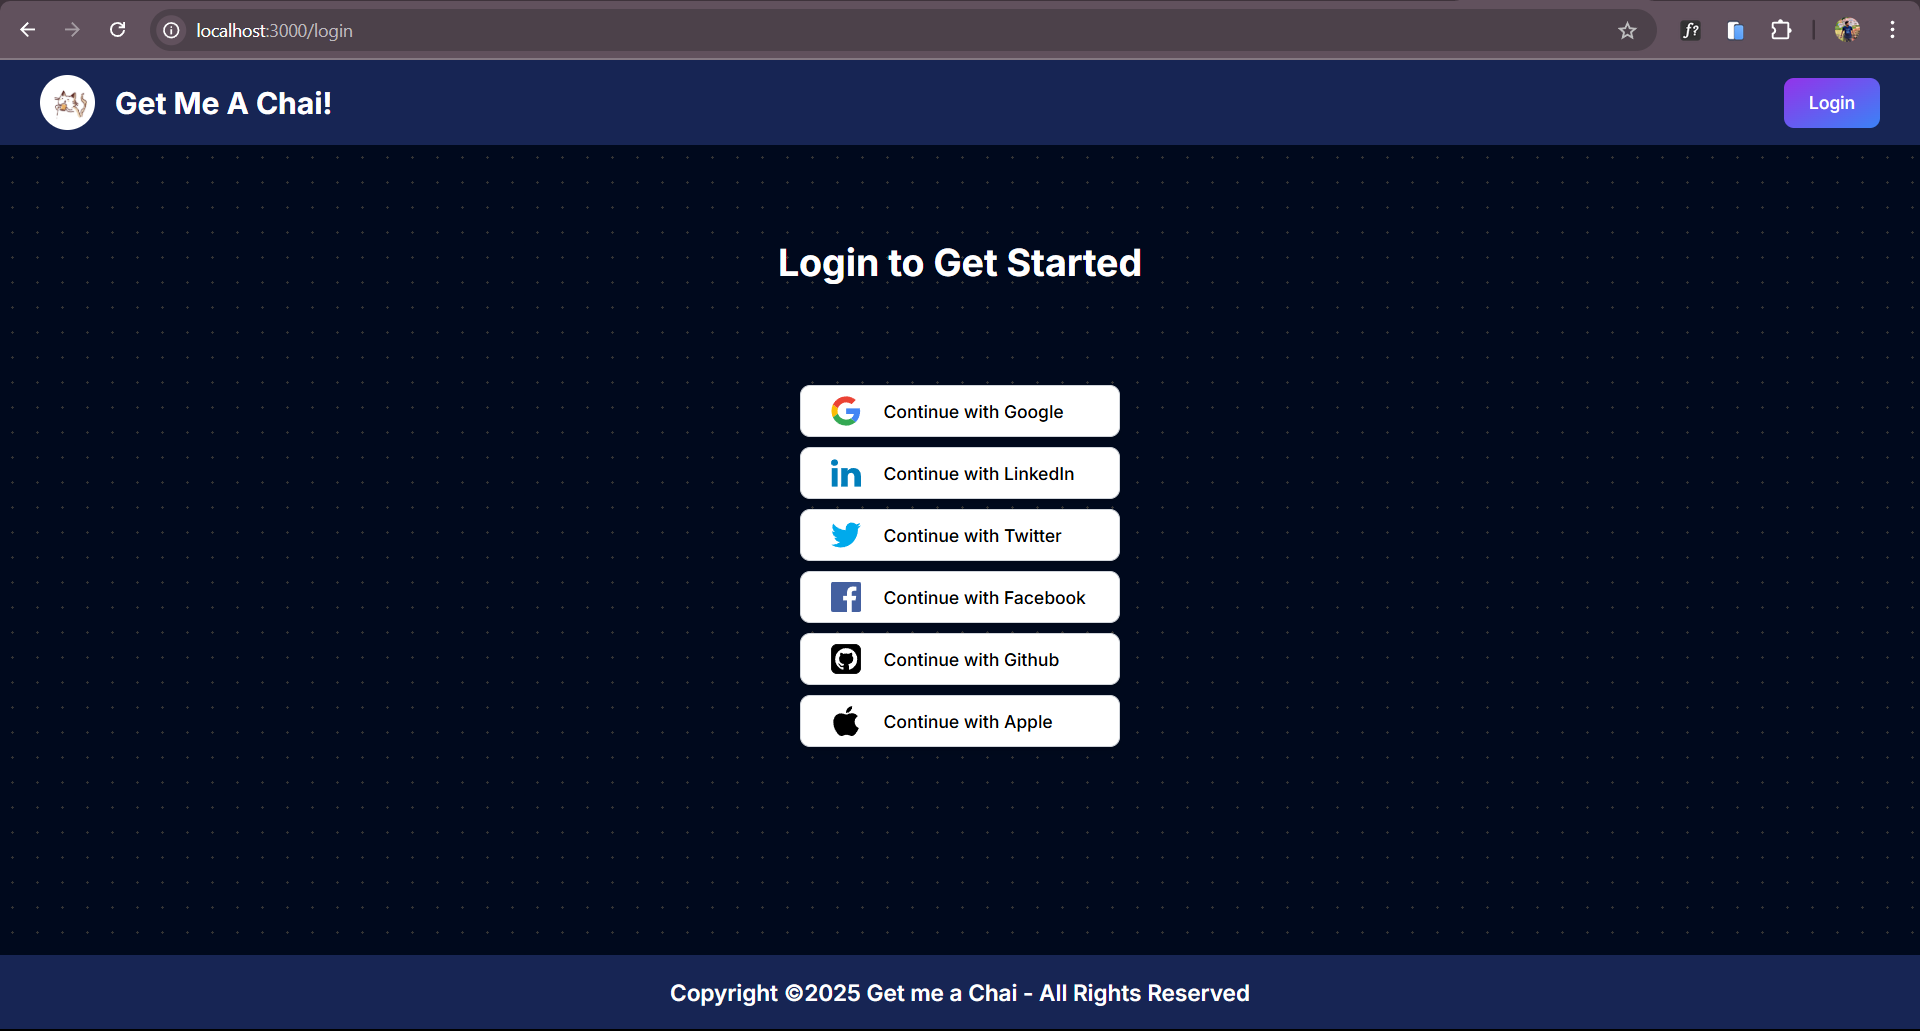 localhost:3000/login
f?
Get Me A Chai!
Login
Login to Get Started
Continue with Google
in Continue with LinkedIn
Continue with Twitter
f Continue with Facebook
Continue with Github
Continue with Apple
Copyright ©2025 Get me a Chai - All Rights Reserved